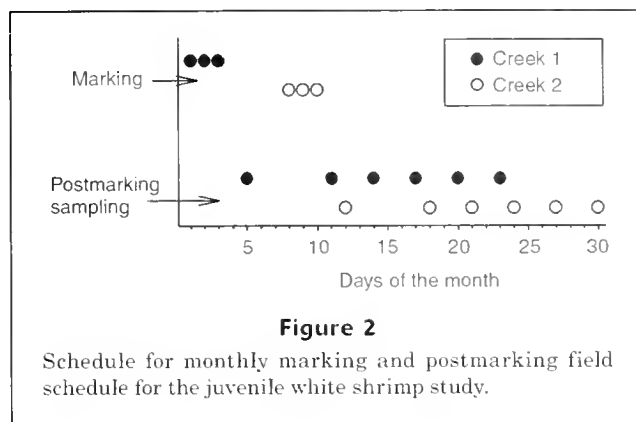 Marking
Creek 1
Creek 2
Postmarking
sampling
5 10 15 20 25 30
Days of the month
Figure 2
Schedule for monthly marking and postmarking field
schedule for the juvenile white shrimp study.